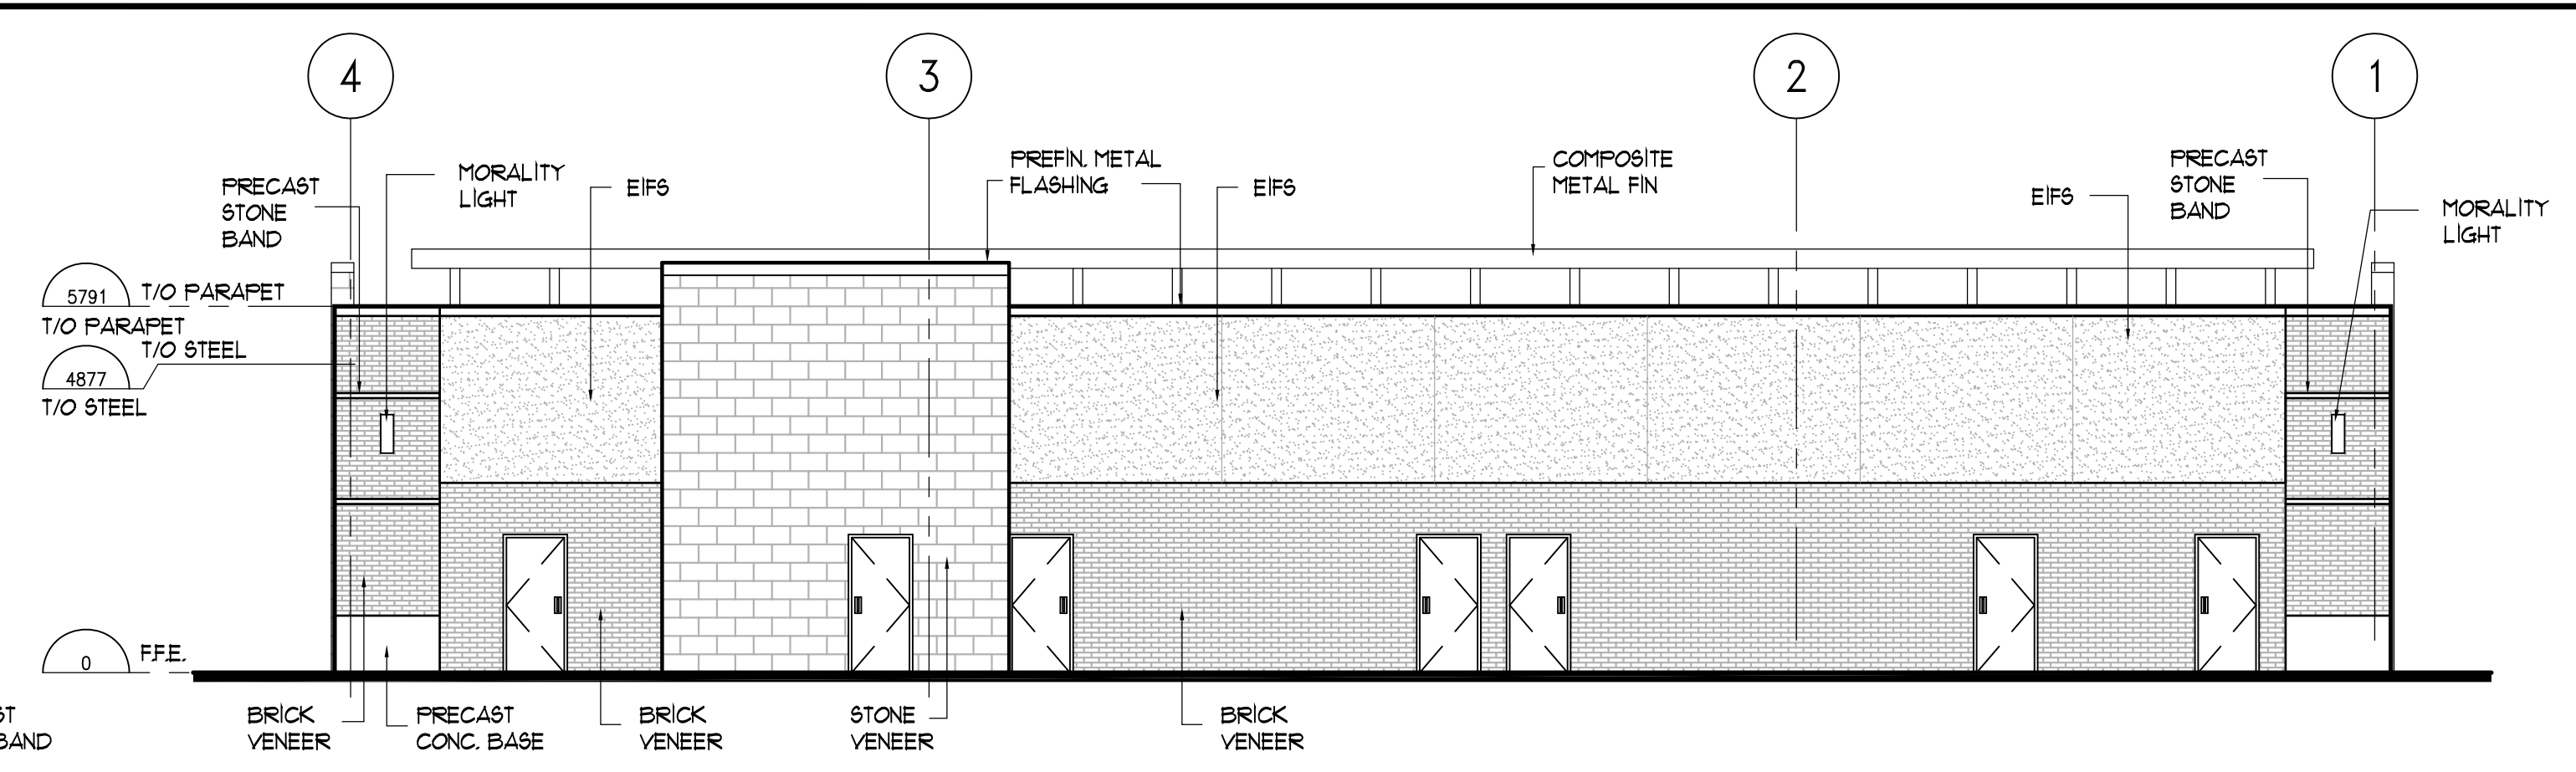 4
3
2
1
PRECAST
STONE
BAND
MORALITY
LIGHT
EIFS
PREFIN. METAL
FLASHING
EIFS
COMPOSITE
METAL FIN
EIFS
PRECAST
STONE
BAND
MORALITY
LIGHT
5791
T/O PARAPET
T/O PARAPET
T/O STEEL
4877
T/O STEEL
0
F.F.E.
ST
BAND
BRICK
VENEER
PRECAST
CONC. BASE
BRICK
VENEER
STONE
VENEER
BRICK
VENEER